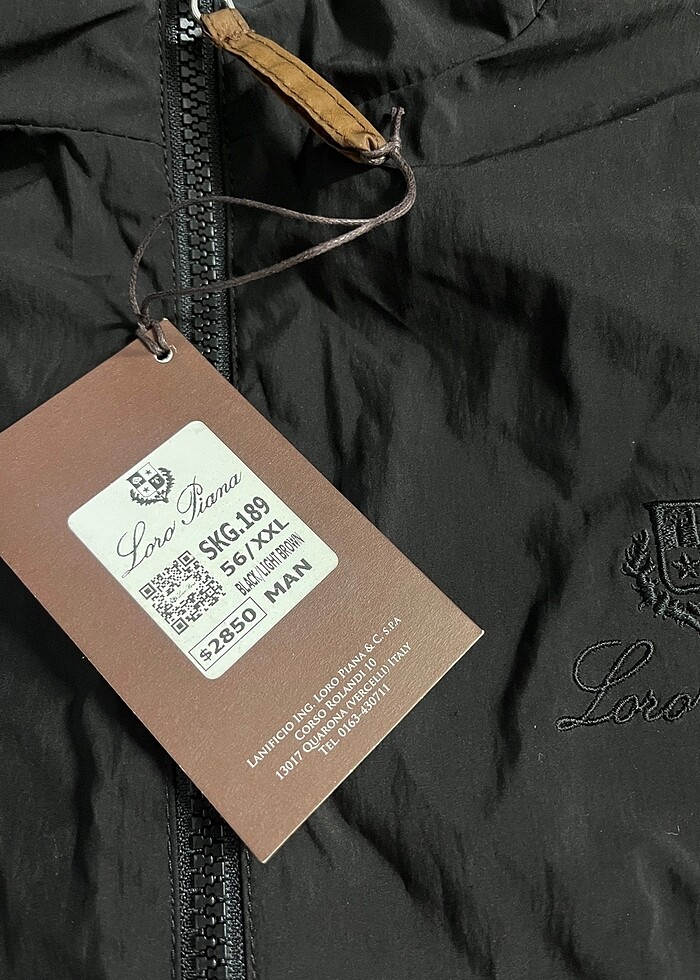 Loro Piana
SKG.189
56/XXL
BLACK/LIGHT BROWN
$2850 MAN
LANIFICIO ING. LORO PIANA & C. S.P.A
CORSO ROLANDI 10
13017 QUARONA (VERCELLI) ITALY
TEL. 0163-430711
Loro